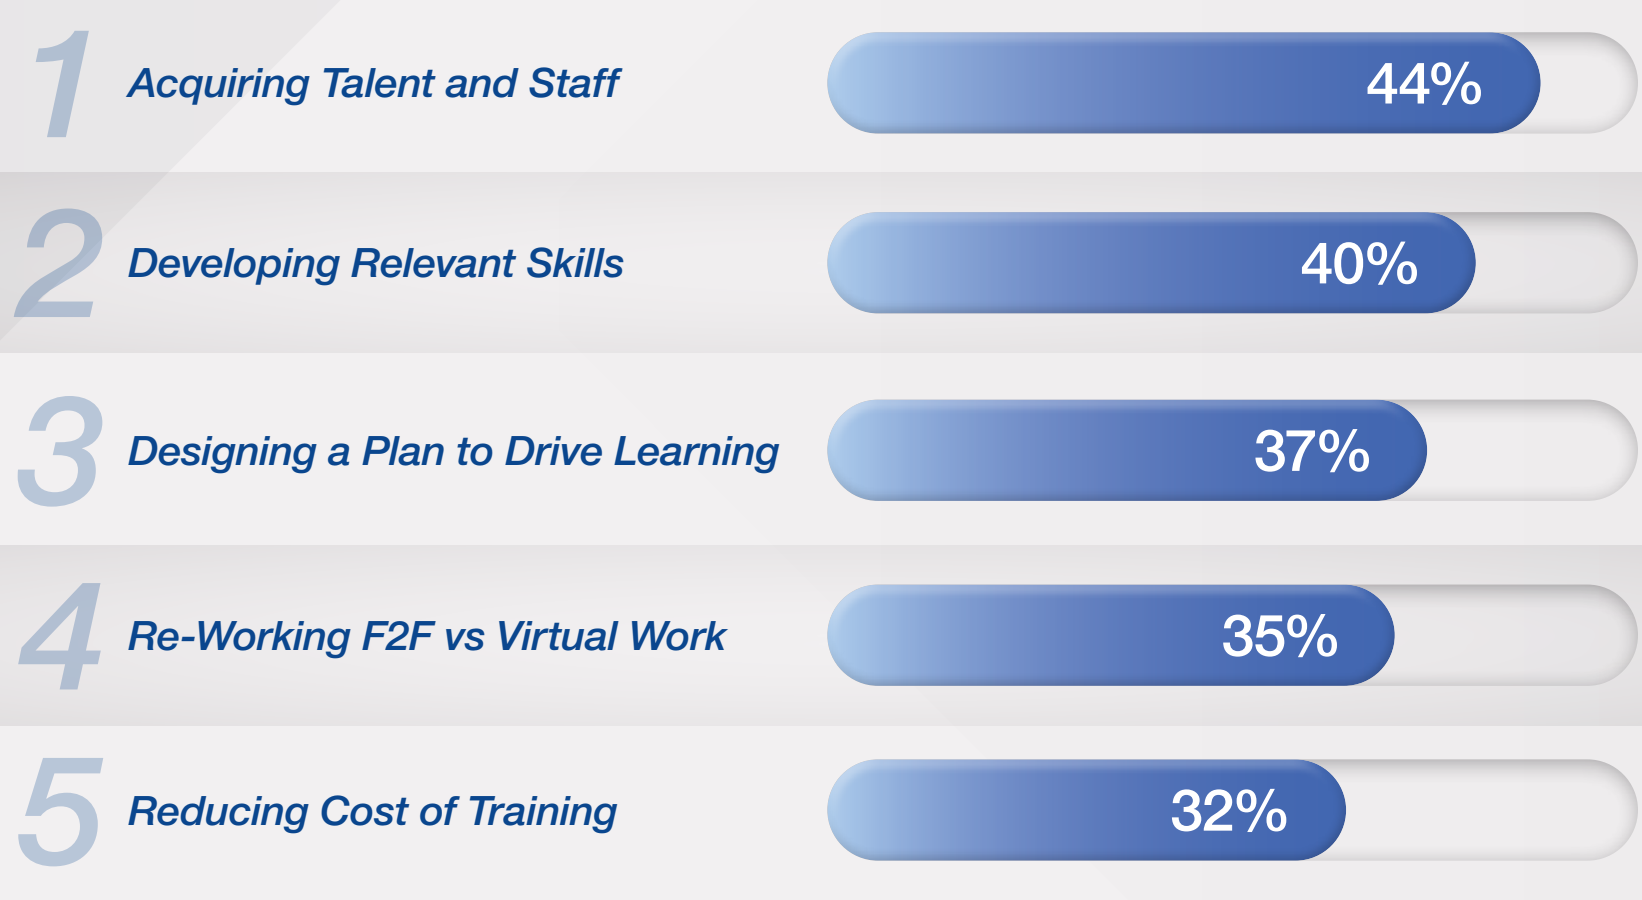 1 Acquiring Talent and Staff 44%
2 Developing Relevant Skills 40%
3 Designing a Plan to Drive Learning 37%
4 Re-Working F2F vs Virtual Work 35%
5 Reducing Cost of Training 32%